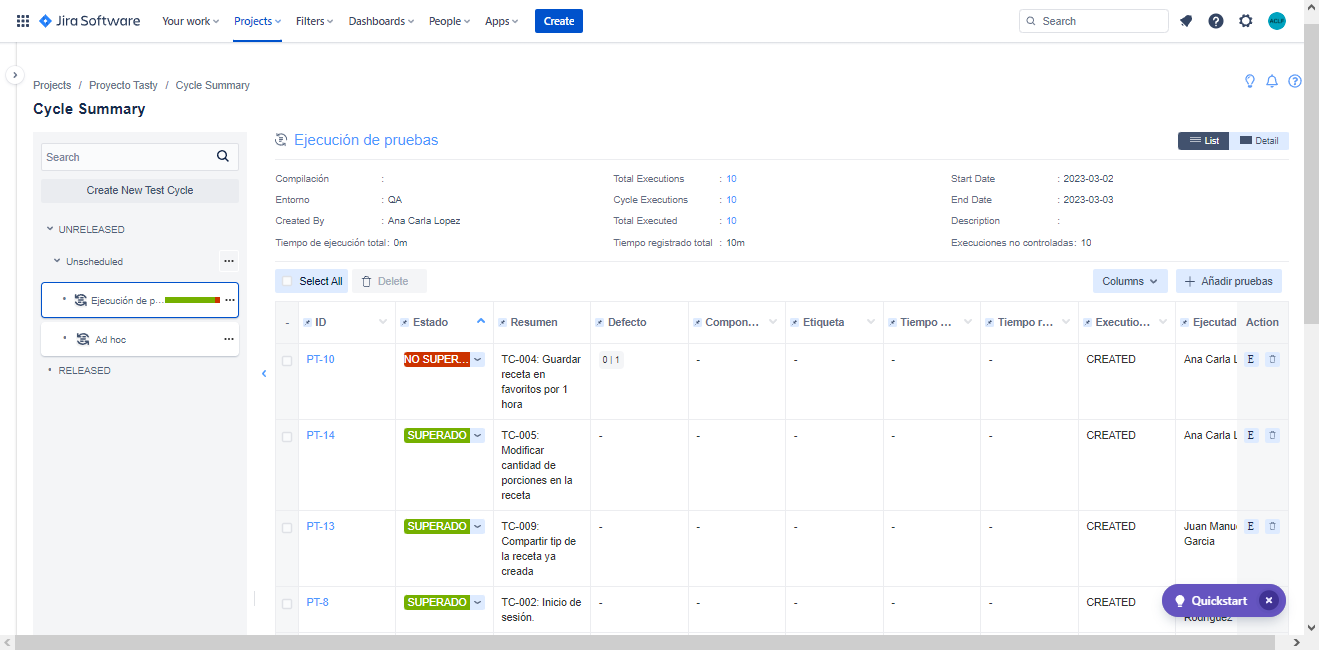 Jira Software Your work Projects Filters Dashboards People Apps Create Search ACLF
Projects / Proyecto Tasty / Cycle Summary
Cycle Summary
Search
Create New Test Cycle
UNRELEASED
Unscheduled
Ejecución de p...
Ad hoc
RELEASED
Ejecución de pruebas
List Detail
Compilación :
Total Executions : 10
Start Date : 2023-03-02
Entorno : QA
Cycle Executions : 10
End Date : 2023-03-03
Created By : Ana Carla Lopez
Total Executed : 10
Description :
Tiempo de ejecución total: 0m
Tiempo registrado total : 10m
Execuciones no controladas: 10
Select All Delete Columns Añadir pruebas
- ID Estado Resumen Defecto Compon... Etiqueta Tiempo ... Tiempo r... Executio... Ejecutad Action
PT-10 NO SUPER... TC-004: Guardar 0 | 1 - - - - CREATED Ana Carla L E
receta en
favoritos por 1
hora
PT-14 SUPERADO TC-005: - - - - - CREATED Ana Carla L E
Modificar
cantidad de
porciones en la
receta
PT-13 SUPERADO TC-009: - - - - - CREATED Juan Manu E
Compartir tip de Garcia
la receta ya
creada
PT-8 SUPERADO TC-002: Inicio de - - - - - CREATED
sesión.
Rodriguez
Quickstart